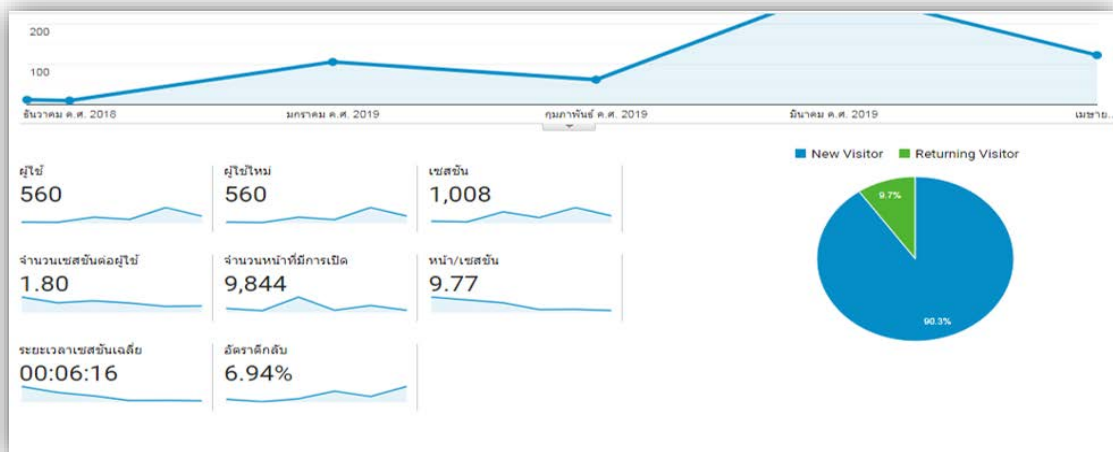 200
100
ธันวาคม ค.ศ. 2018 มกราคม ค.ศ. 2019 กุมภาพันธ์ ค.ศ. 2019 มีนาคม ค.ศ. 2019 เมษาย...
New Visitor Returning Visitor
ผู้ใช้ ผู้ใช้ใหม่ เซสชัน
560 560 1,008
9.7%
จำนวนเซสชันต่อผู้ใช้ จำนวนหน้าที่มีการเปิด หน้า/เซสชัน
1.80 9,844 9.77
90.3%
ระยะเวลาเซสชันเฉลี่ย อัตราตีกลับ
00:06:16 6.94%